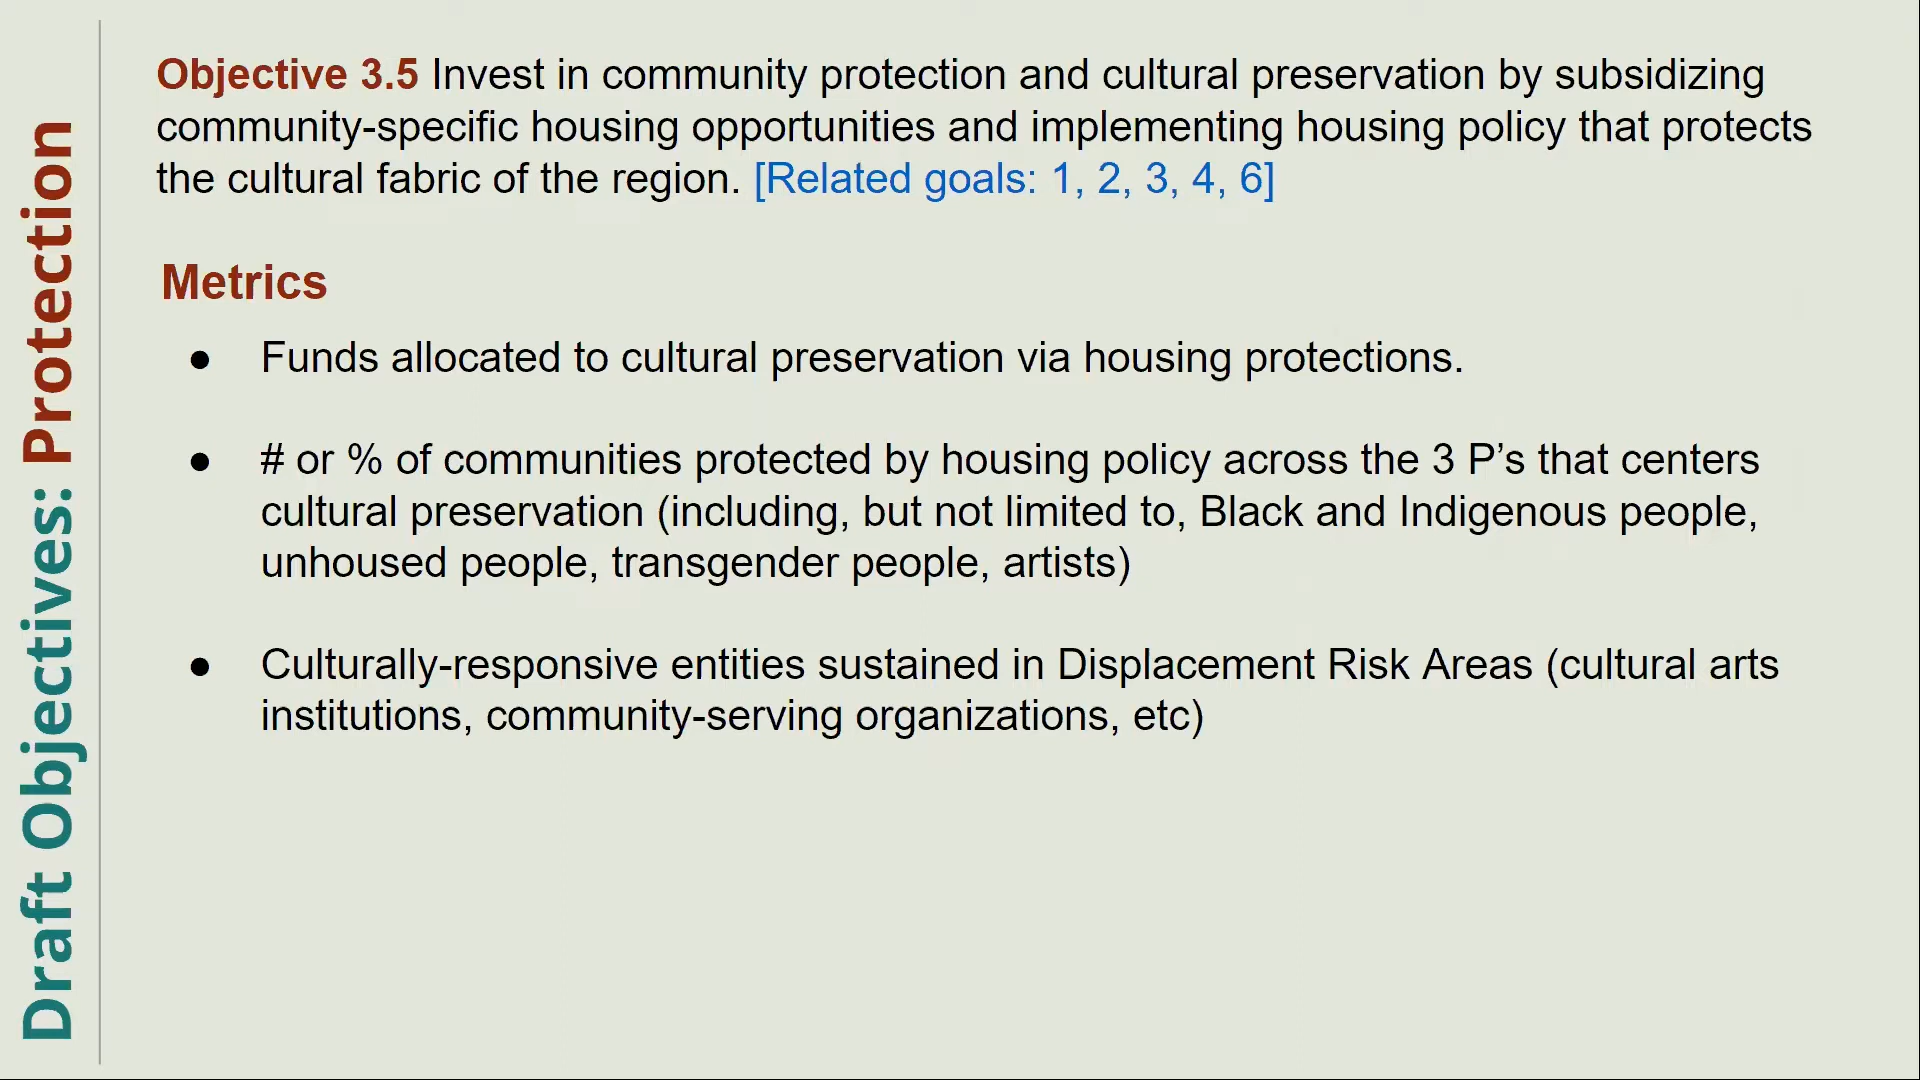 Draft Objectives: Protection
Objective 3.5 Invest in community protection and cultural preservation by subsidizing
community-specific housing opportunities and implementing housing policy that protects
the cultural fabric of the region. [Related goals: 1, 2, 3, 4, 6]
Metrics
● Funds allocated to cultural preservation via housing protections.
● # or % of communities protected by housing policy across the 3 P’s that centers
cultural preservation (including, but not limited to, Black and Indigenous people,
unhoused people, transgender people, artists)
● Culturally-responsive entities sustained in Displacement Risk Areas (cultural arts
institutions, community-serving organizations, etc)